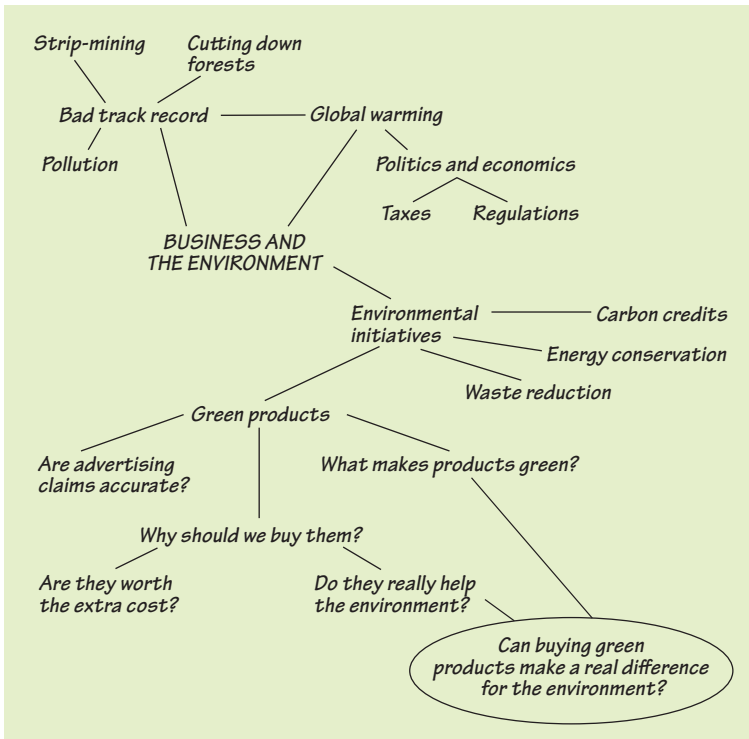 Strip-mining
Cutting down
forests
Bad track record
Global warming
Pollution
Politics and economics
Taxes
Regulations
BUSINESS AND
THE ENVIRONMENT
Environmental
initiatives
Carbon credits
Energy conservation
Waste reduction
Green products
Are advertising
claims accurate?
What makes products green?
Why should we buy them?
Are they worth
the extra cost?
Do they really help
the environment?
Can buying green
products make a real difference
for the environment?